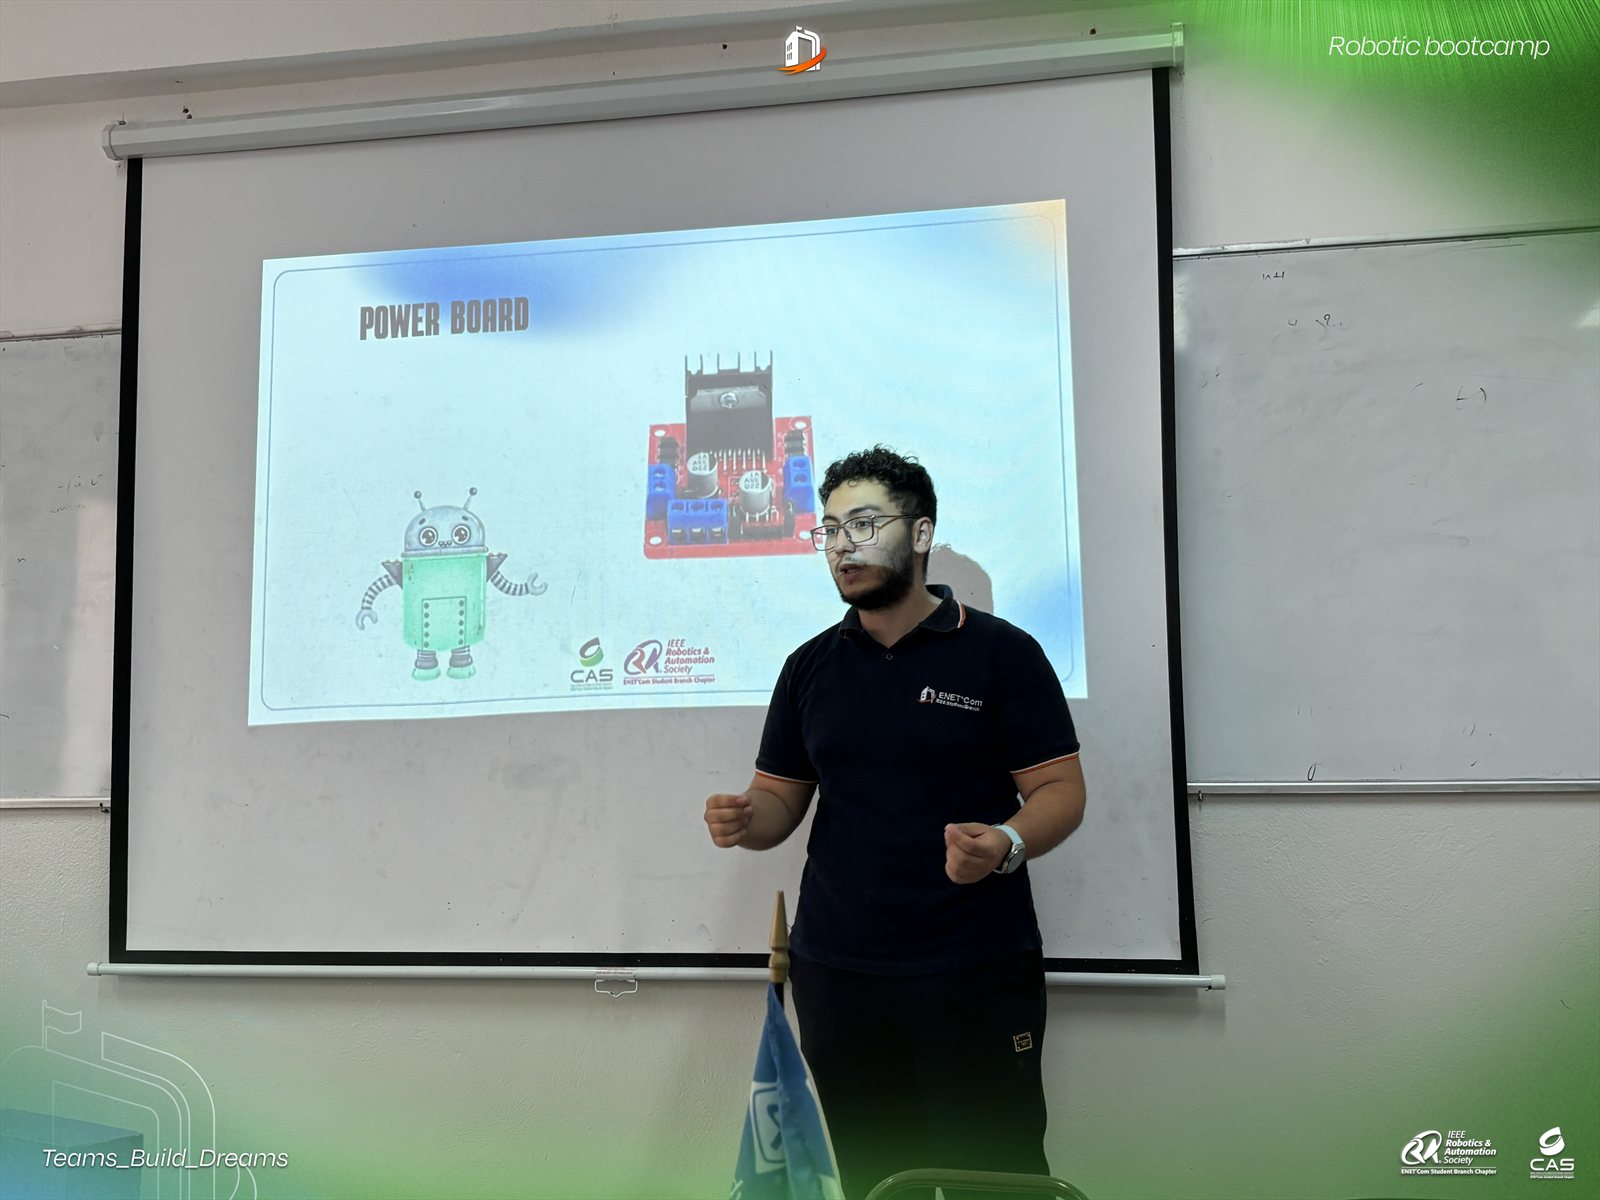 Robotic bootcamp
POWER BOARD
CAS
IEEE
Robotics &
Automation
Society
ENET'Com Student Branch Chapter
ENET'Com
Teams_Build_Dreams
IEEE
Robotics &
Automation
Society
ENET'Com Student Branch Chapter
CAS